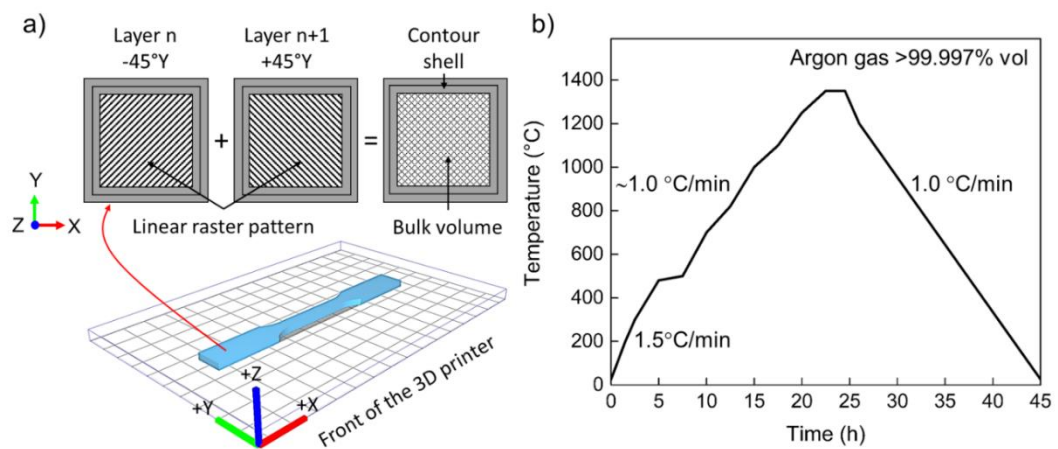 a)
Layer n
-45°Y
Layer n+1
+45°Y
Contour
shell
+
=
Linear raster pattern
Bulk volume
Y
Z
X
+Z
+Y
+X
Front of the 3D printer
b)
Argon gas >99.997% vol
~1.0 °C/min
1.0 °C/min
1.5°C/min
Temperature (°C)
1400
1200
1000
800
600
400
200
0
0 5 10 15 20 25 30 35 40 45
Time (h)